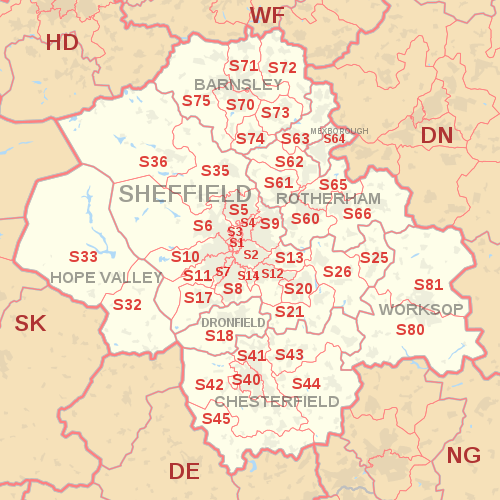 WF
HD
S71
S72
BARNSLEY
S75
S70
S73
MEXBOROUGH
DN
S74
S63
S64
S36
S35
S62
S61
S65
SHEFFIELD
ROTHERHAM
S5
S66
S6
S4
S9
S60
S3
S1
S33
S10
S2
S13
S25
HOPE VALLEY
S11
S7
S14
S12
S26
S81
S17
S8
S20
S32
S21
WORKSOP
SK
DRONFIELD
S80
S18
S41
S43
S42
S40
S44
CHESTERFIELD
S45
NG
DE